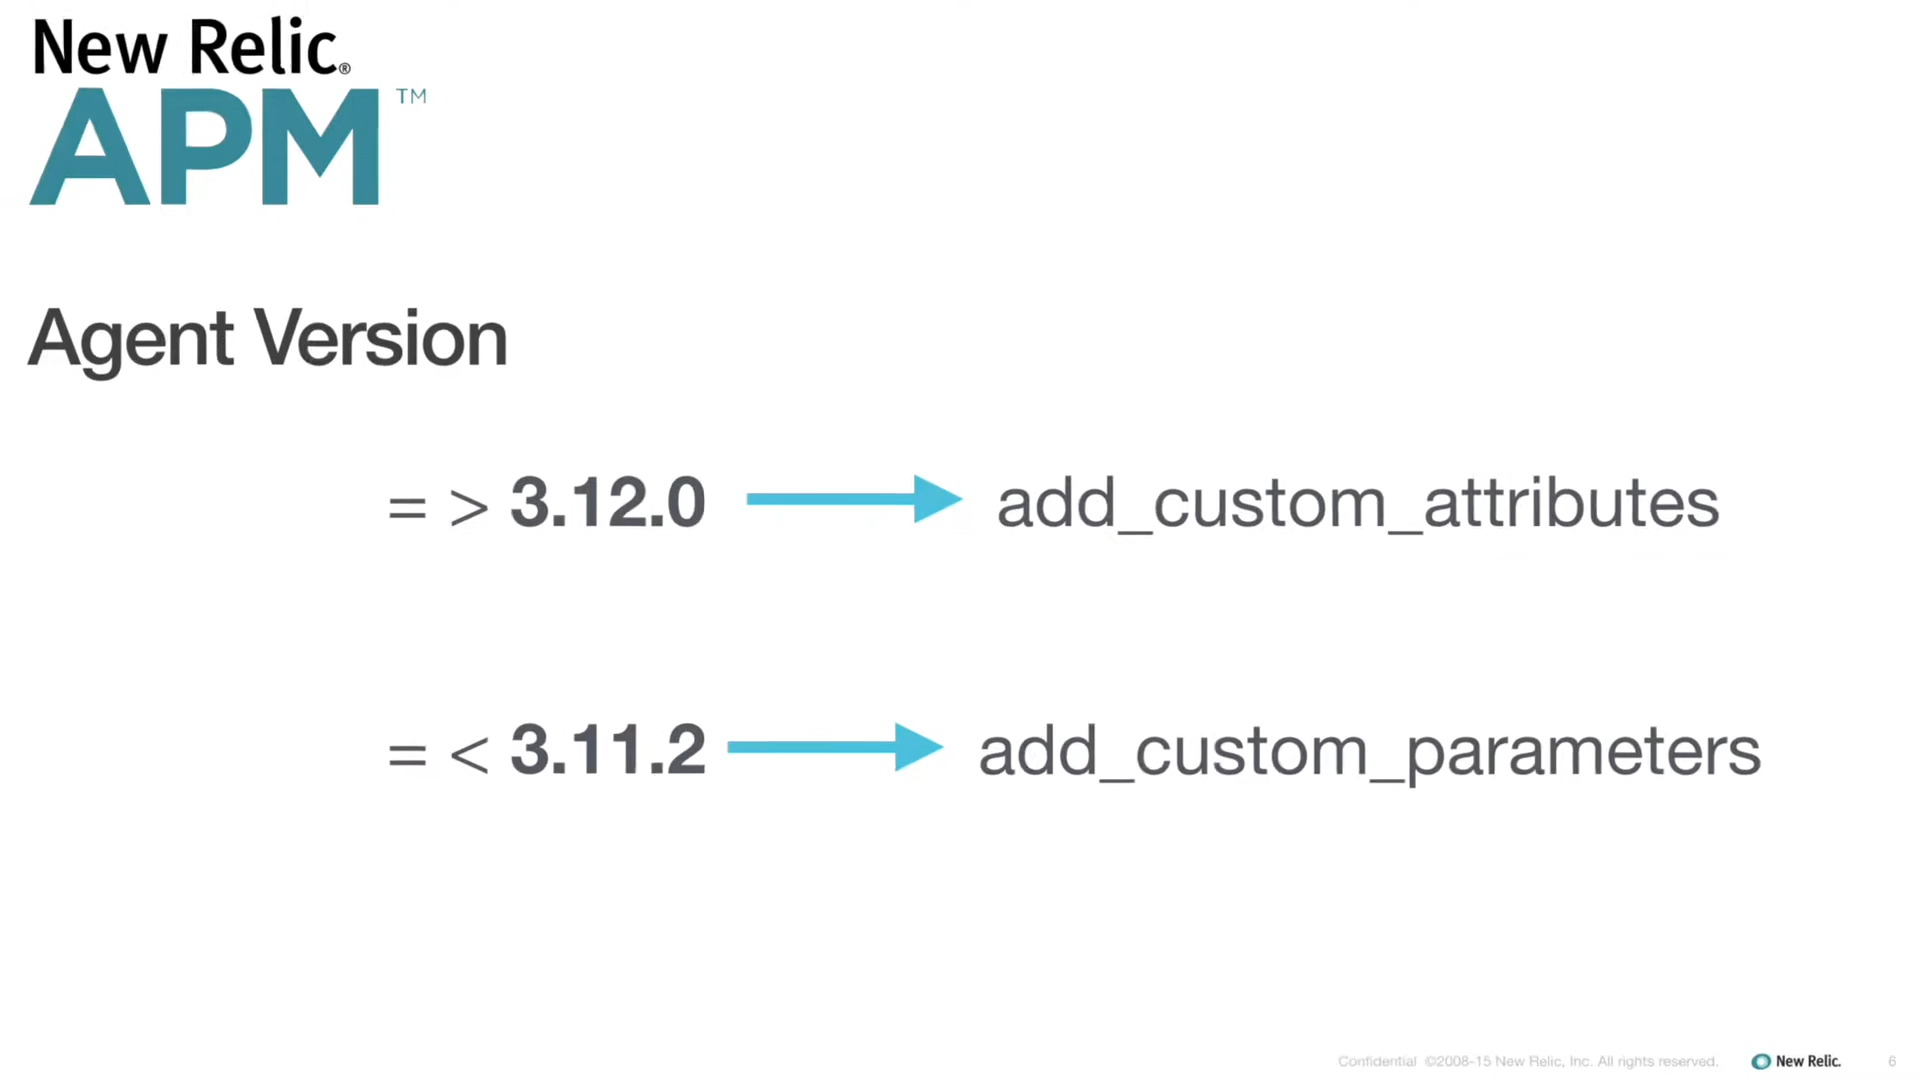 New Relic®
APM™
Agent Version
= > 3.12.0 add_custom_attributes
= < 3.11.2 add_custom_parameters
Confidential ©2008-15 New Relic, Inc. All rights reserved. New Relic. 6